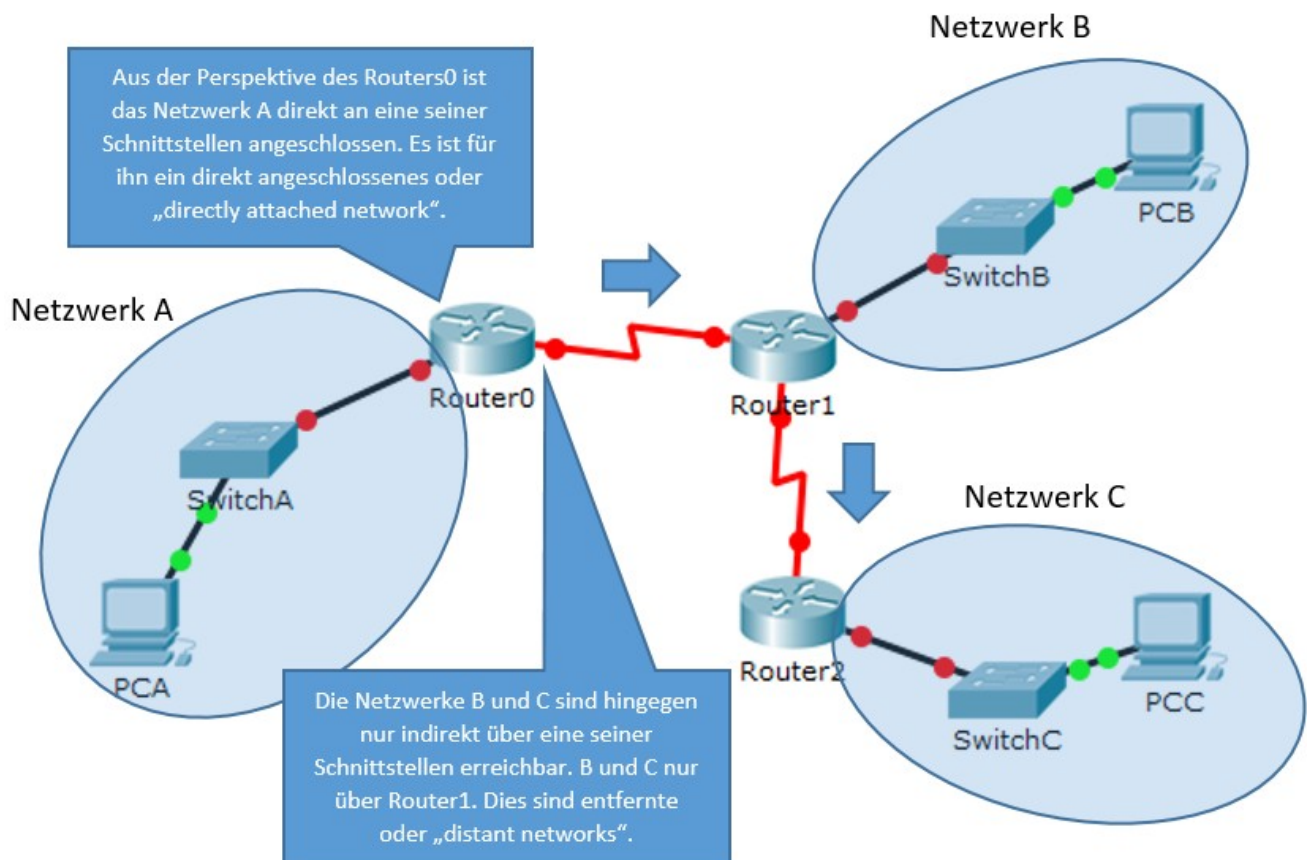 Netzwerk B
Aus der Perspektive des Routers0 ist
das Netzwerk A direkt an eine seiner
Schnittstellen angeschlossen. Es ist für
ihn ein direkt angeschlossenes oder
„directly attached network“.
PCB
SwitchB
Netzwerk A
Router0
Router1
SwitchA
Netzwerk C
PCA
Router2
PCC
SwitchC
Die Netzwerke B und C sind hingegen
nur indirekt über eine seiner
Schnittstellen erreichbar. B und C nur
über Router1. Dies sind entfernte
oder „distant networks“.